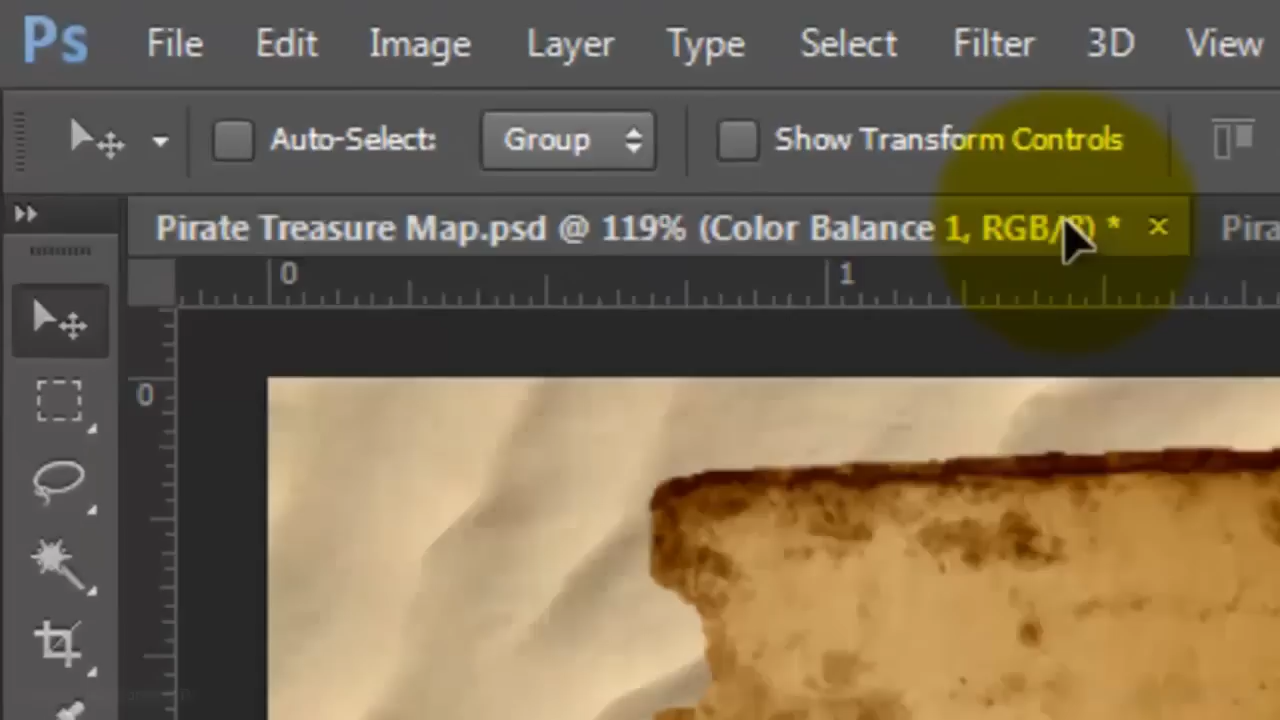 Ps File Edit Image Layer Type Select Filter 3D View
Auto-Select: Group Show Transform Controls
Pirate Treasure Map.psd @ 119% (Color Balance 1, RGB/8) * × Pira
0 1
0